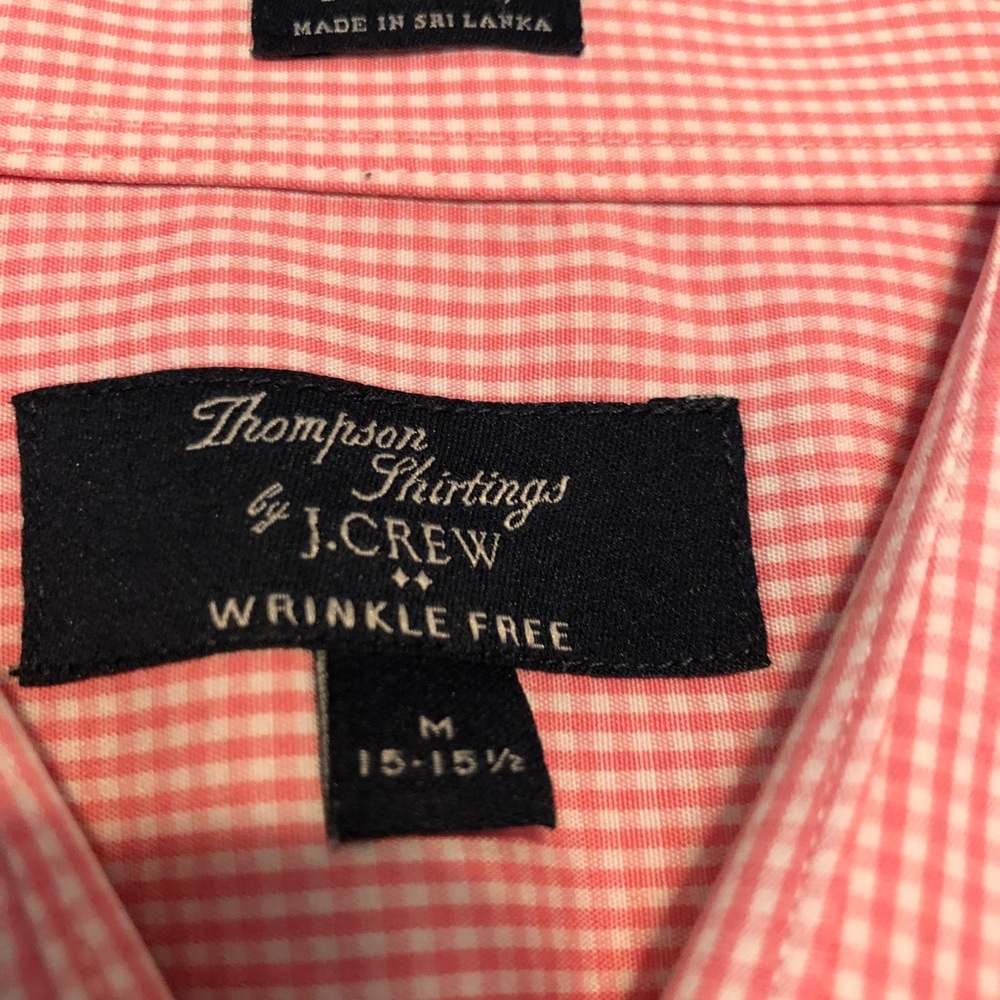 MADE IN SRI LANKA
Thompson
Shirtings
by J.CREW
WRINKLE FREE
M
15-15½